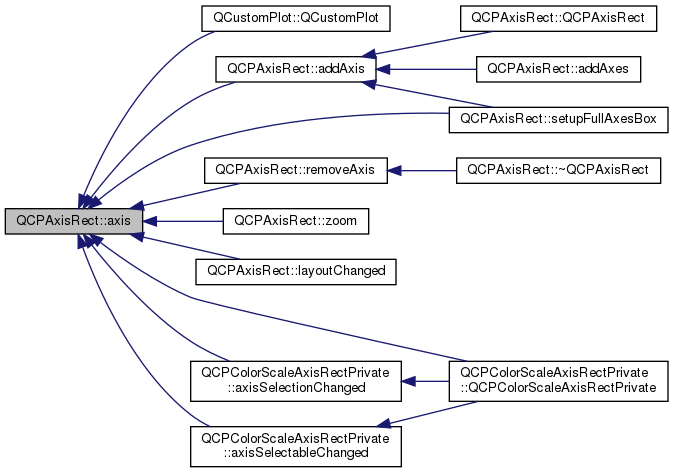 QCustomPlot::QCustomPlot
QCPAxisRect::QCPAxisRect
QCPAxisRect::addAxis
QCPAxisRect::addAxes
QCPAxisRect::setupFullAxesBox
QCPAxisRect::removeAxis
QCPAxisRect::~QCPAxisRect
QCPAxisRect::axis
QCPAxisRect::zoom
QCPAxisRect::layoutChanged
QCPColorScaleAxisRectPrivate
::axisSelectionChanged
QCPColorScaleAxisRectPrivate
::QCPColorScaleAxisRectPrivate
QCPColorScaleAxisRectPrivate
::axisSelectableChanged